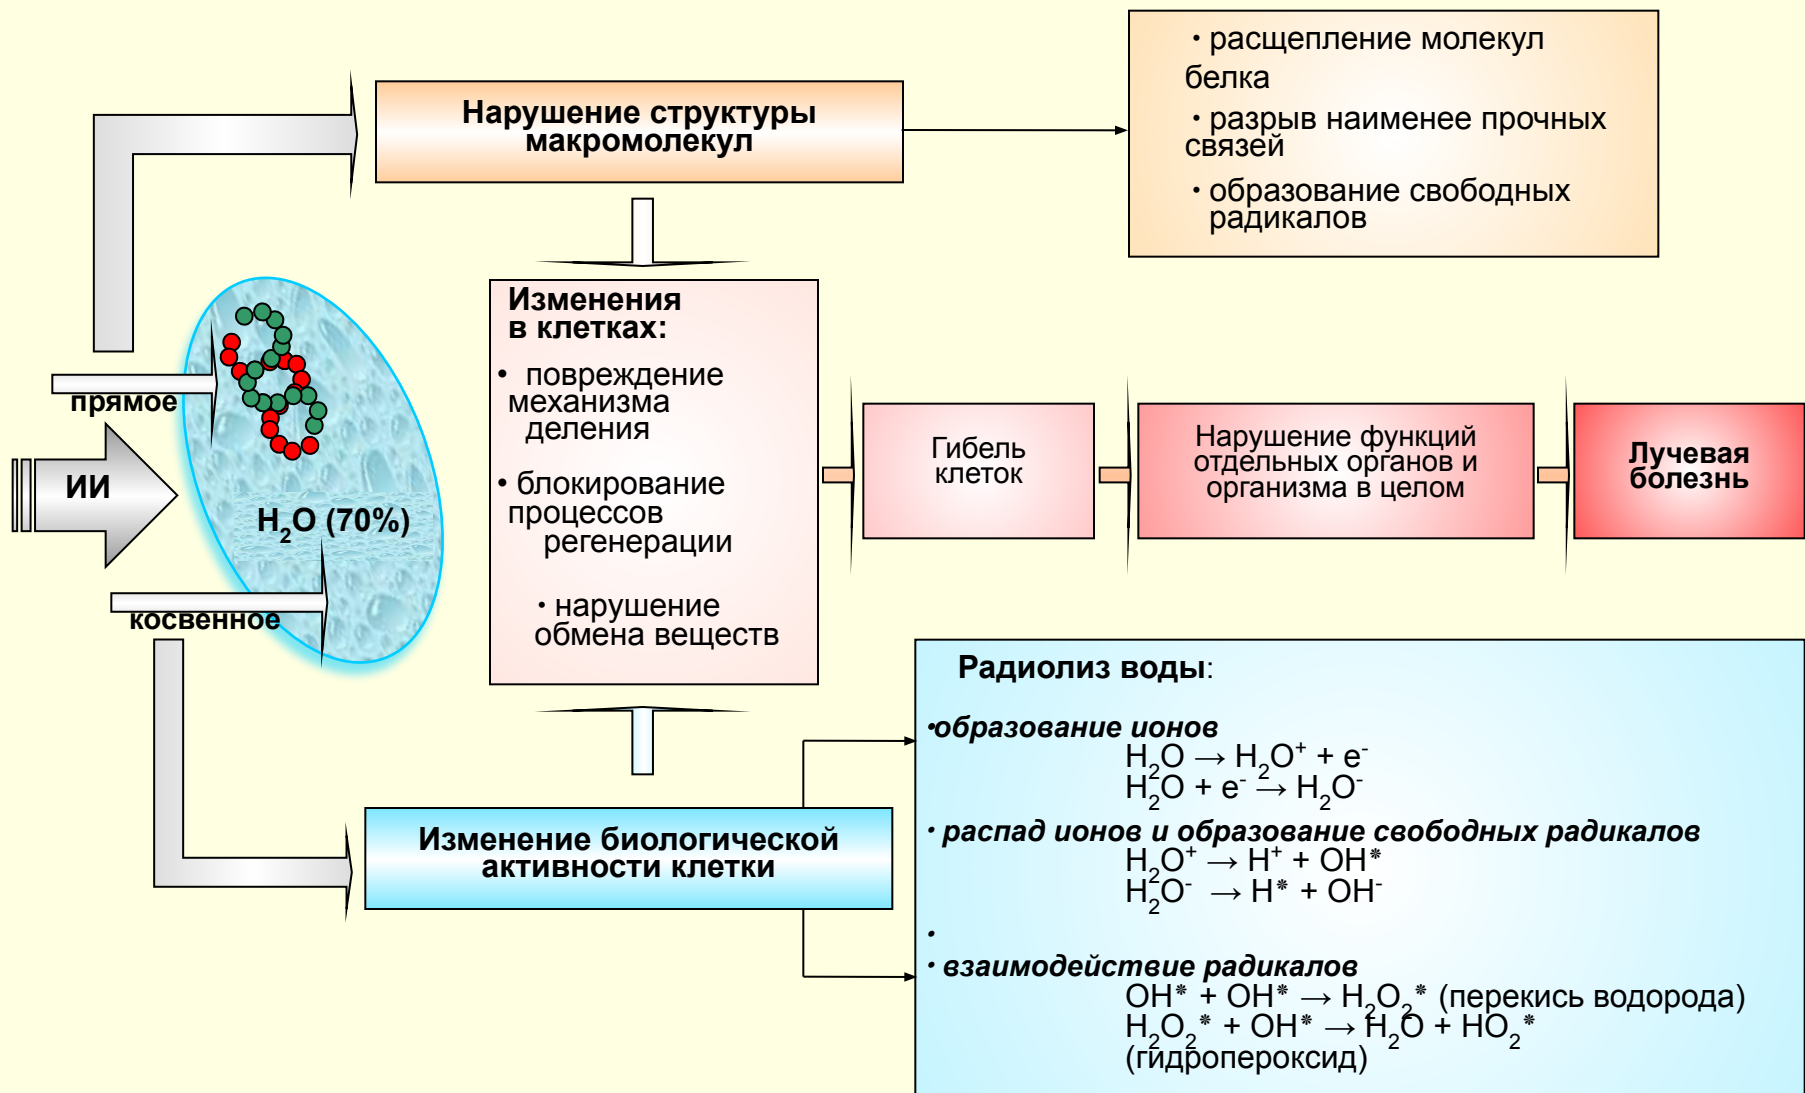 Нарушение структуры
макромолекул
· расщепление молекул
белка
· разрыв наименее прочных
связей
· образование свободных
радикалов
прямое
ИИ
H₂O (70%)
косвенное
Изменения
в клетках:
• повреждение
механизма
деления
• блокирование
процессов
регенерации
· нарушение
обмена веществ
Гибель
клеток
Нарушение функций
отдельных органов и
организма в целом
Лучевая
болезнь
Изменение биологической
активности клетки
Радиолиз воды:
·образование ионов
H₂O → H₂O⁺ + e⁻
H₂O + e⁻ → H₂O⁻
· распад ионов и образование свободных радикалов
H₂O⁺ → H⁺ + OH*
H₂O⁻ → H* + OH⁻
·
· взаимодействие радикалов
OH* + OH* → H₂O₂* (перекись водорода)
H₂O₂* + OH* → H₂O + HO₂*
(гидропероксид)